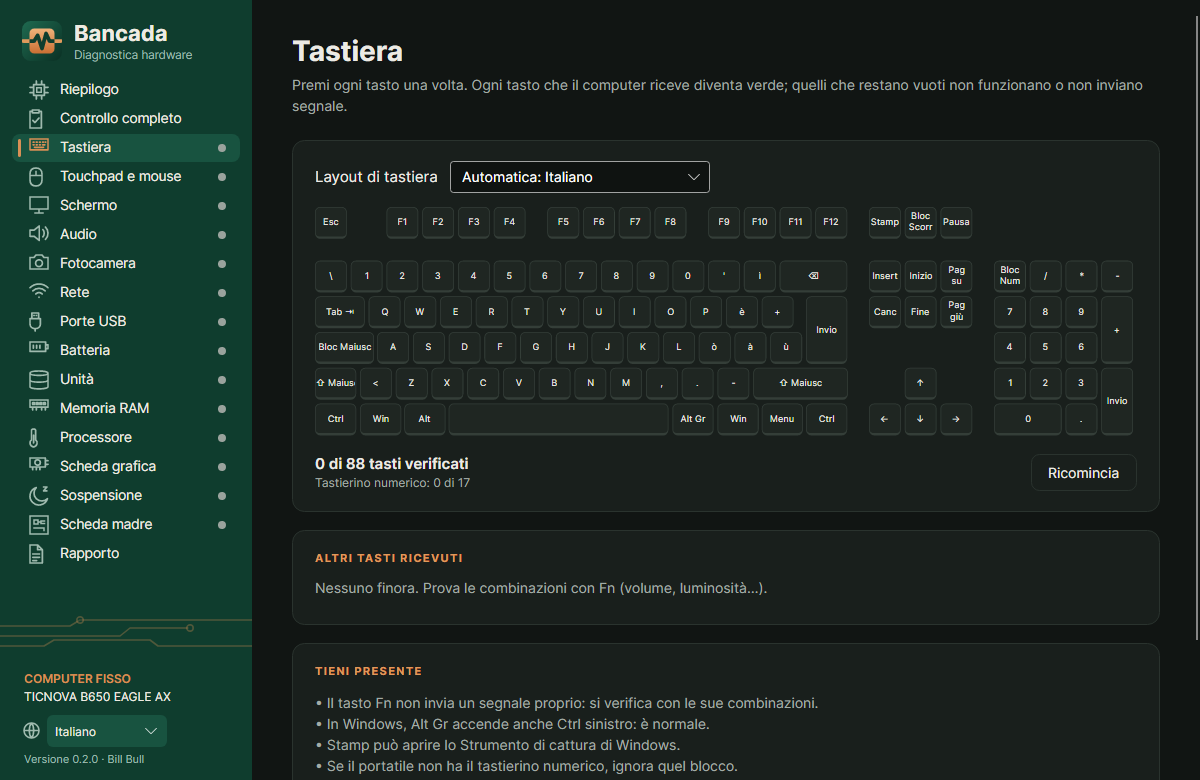 Bancada
Diagnostica hardware
Riepilogo
Controllo completo
Tastiera
Touchpad e mouse
Schermo
Audio
Fotocamera
Rete
Porte USB
Batteria
Unità
Memoria RAM
Processore
Scheda grafica
Sospensione
Scheda madre
Rapporto
COMPUTER FISSO
TICNOVA B650 EAGLE AX
Italiano
Versione 0.2.0 · Bill Bull
Tastiera
Premi ogni tasto una volta. Ogni tasto che il computer riceve diventa verde; quelli che restano vuoti non funzionano o non inviano
segnale.
Layout di tastiera Automatica: Italiano
Esc F1 F2 F3 F4 F5 F6 F7 F8 F9 F10 F11 F12 Stamp Bloc Scorr Pausa
\ 1 2 3 4 5 6 7 8 9 0 ' ì ⌫ Insert Inizio Pag su Bloc Num / * -
Tab ⇥ Q W E R T Y U I O P è + Invio Canc Fine Pag giù 7 8 9 +
Bloc Maiusc A S D F G H J K L ò à ù 4 5 6
⇧ Maiusc < Z X C V B N M , . - ⇧ Maiusc ↑ 1 2 3 Invio
Ctrl Win Alt Alt Gr Win Menu Ctrl ← ↓ → 0 .
0 di 88 tasti verificati
Tastierino numerico: 0 di 17
Ricomincia
ALTRI TASTI RICEVUTI
Nessuno finora. Prova le combinazioni con Fn (volume, luminosità...).
TIENI PRESENTE
• Il tasto Fn non invia un segnale proprio: si verifica con le sue combinazioni.
• In Windows, Alt Gr accende anche Ctrl sinistro: è normale.
• Stamp può aprire lo Strumento di cattura di Windows.
• Se il portatile non ha il tastierino numerico, ignora quel blocco.